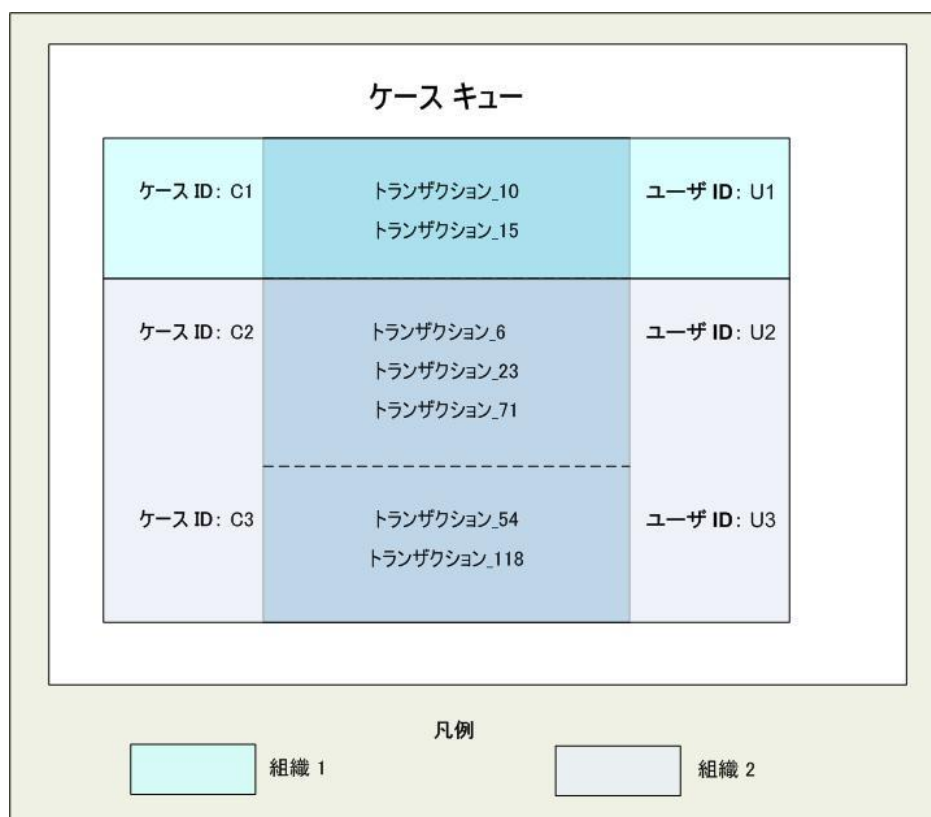 ケース キュー
ケース ID: C1
トランザクション_10
ユーザ ID: U1
トランザクション_15
ケース ID: C2
トランザクション_6
ユーザ ID: U2
トランザクション_23
トランザクション_71
ケース ID: C3
トランザクション_54
ユーザ ID: U3
トランザクション_118
凡例
組織 1
組織 2